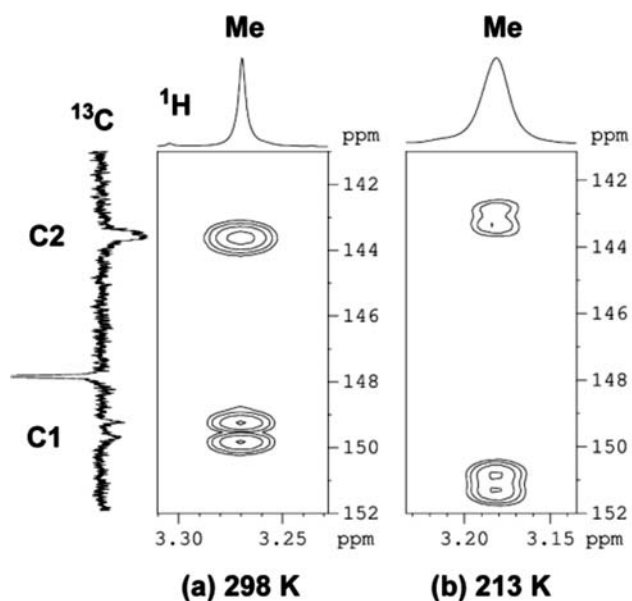 Me
Me
¹H
¹³C
ppm
ppm
142
144
146
148
150
152
142
144
146
148
150
152
C2
C1
3.30
3.25
ppm
3.20
3.15
ppm
(a) 298 K
(b) 213 K